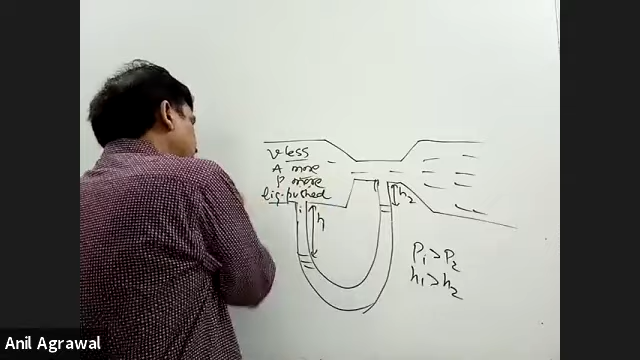 v less
A more
P more
liq. pushed
h
h₂
P₁ > P₂
h₁ > h₂
Anil Agrawal